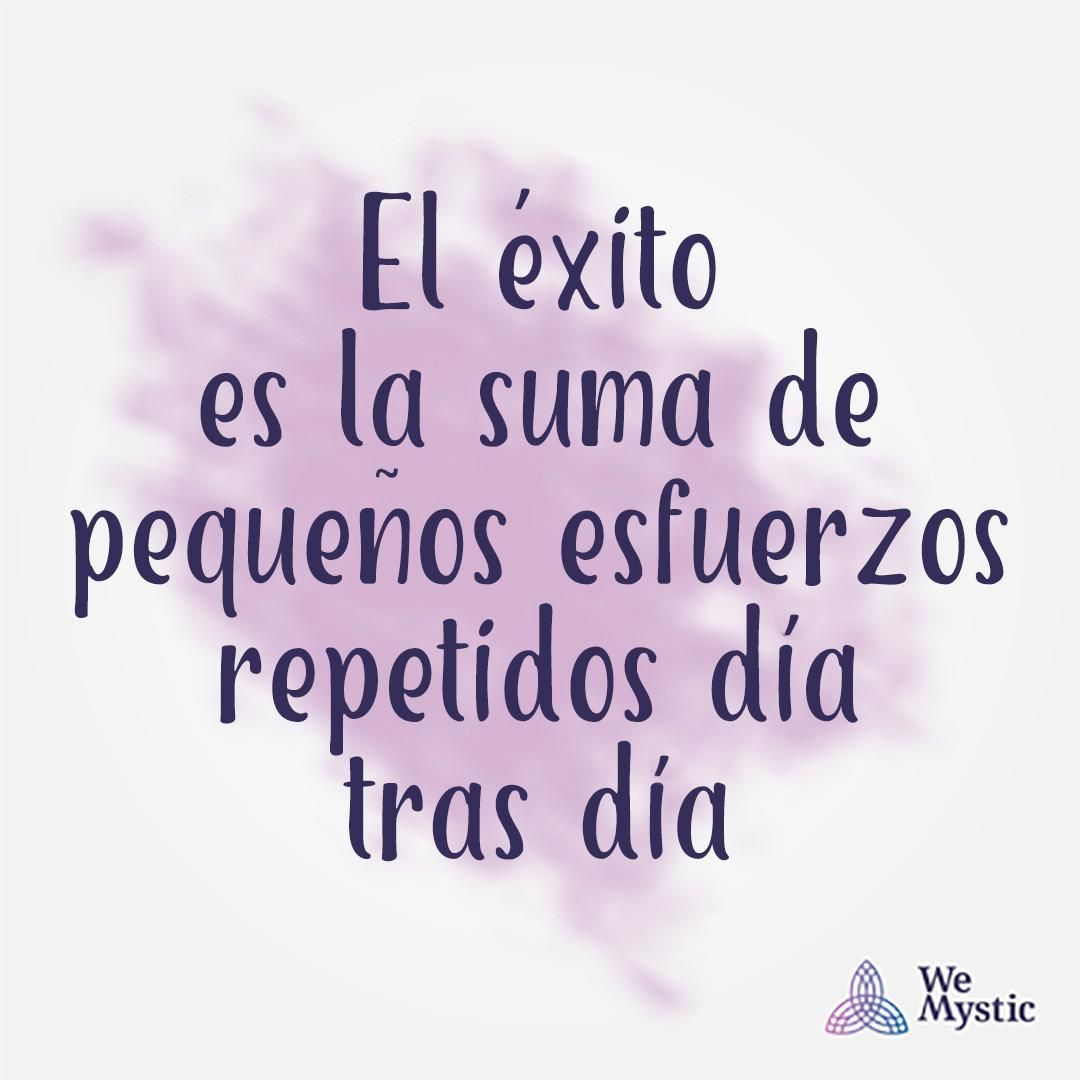 El éxito
es la suma de
pequeños esfuerzos
repetidos día
tras día
We
Mystic